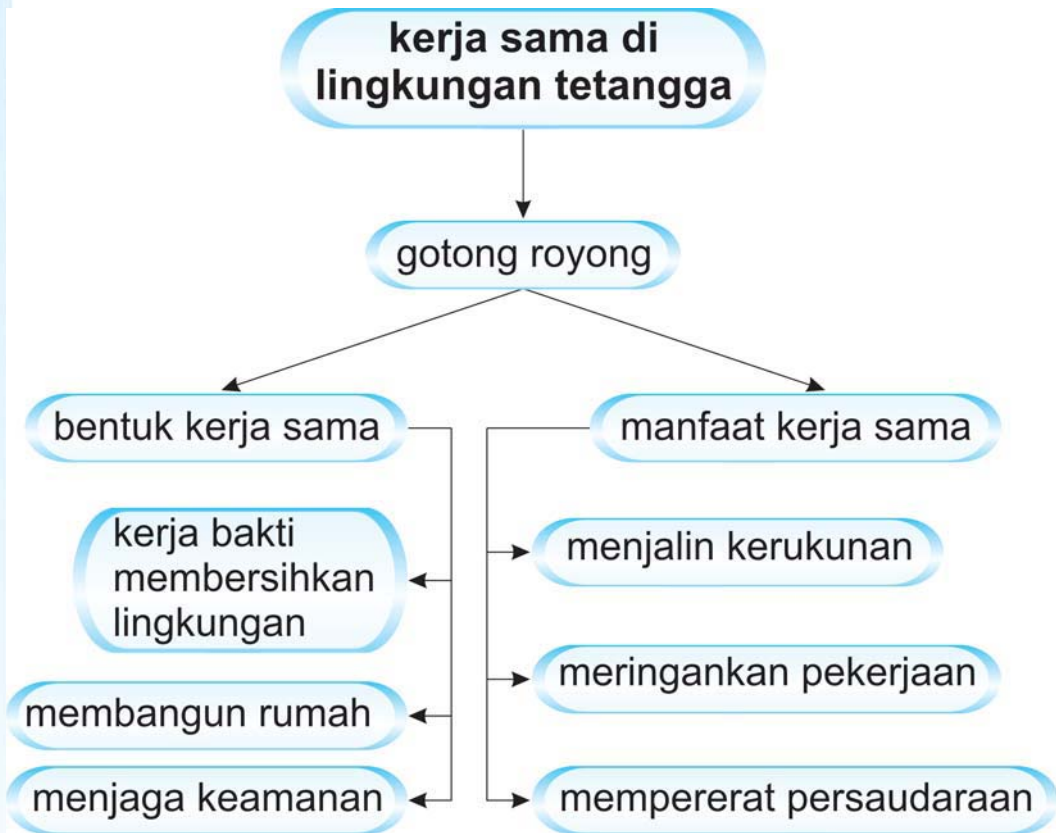 kerja sama di
lingkungan tetangga
gotong royong
bentuk kerja sama
kerja bakti
membersihkan
lingkungan
membangun rumah
menjaga keamanan
manfaat kerja sama
menjalin kerukunan
meringankan pekerjaan
mempererat persaudaraan